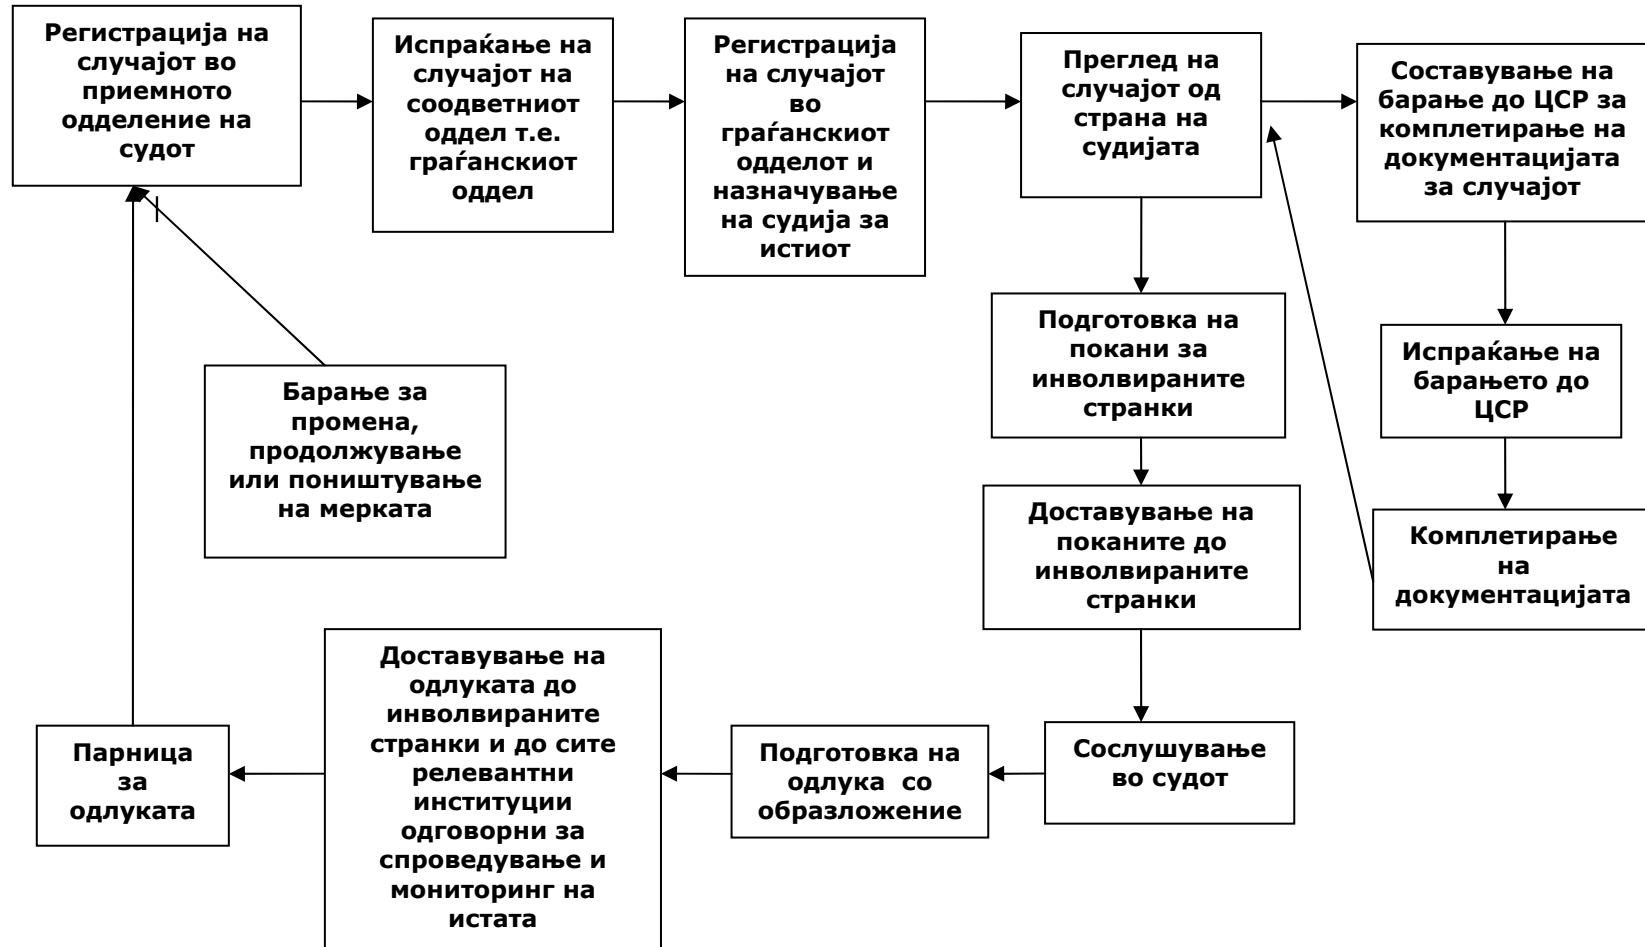 Регистрација на
случајот во
приемното
одделение на
судот
Испраќање на
случајот на
соодветниот
оддел т.е.
граѓанскиот
оддел
Регистрација
на случајот
во
граѓанскиот
одделот и
назначување
на судија за
истиот
Преглед на
случајот од
страна на
судијата
Составување на
барање до ЦСР за
комплетирање на
документацијата
за случајот
Подготовка на
покани за
инволвираните
странки
Испраќање на
барањето до
ЦСР
Барање за
промена,
продолжување
или поништување
на мерката
Доставување на
поканите до
инволвираните
странки
Комплетирање
на
документацијата
Парница
за
одлуката
Доставување на
одлуката до
инволвираните
странки и до сите
релевантни
институции
одговорни за
спроведување и
мониторинг на
истата
Подготовка на
одлука  со
образложение
Сослушување
во судот